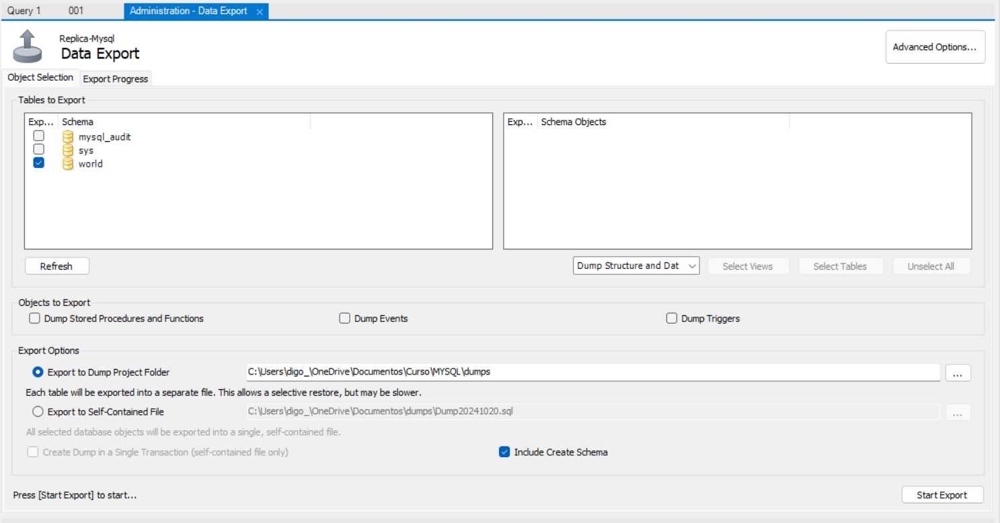 Query 1 001 Administration - Data Export ×
Replica-Mysql
Data Export
Advanced Options...
Object Selection Export Progress
Tables to Export
Exp... Schema
mysql_audit
sys
world
Exp... Schema Objects
Refresh
Dump Structure and Dat
Select Views
Select Tables
Unselect All
Objects to Export
Dump Stored Procedures and Functions
Dump Events
Dump Triggers
Export Options
Export to Dump Project Folder C:\Users\digo_\OneDrive\Documentos\Curso\MYSQL\dumps ...
Each table will be exported into a separate file. This allows a selective restore, but may be slower.
Export to Self-Contained File C:\Users\digo_\OneDrive\Documentos\dumps\Dump20241020.sql ...
All selected database objects will be exported into a single, self-contained file.
Create Dump in a Single Transaction (self-contained file only)
Include Create Schema
Press [Start Export] to start...
Start Export